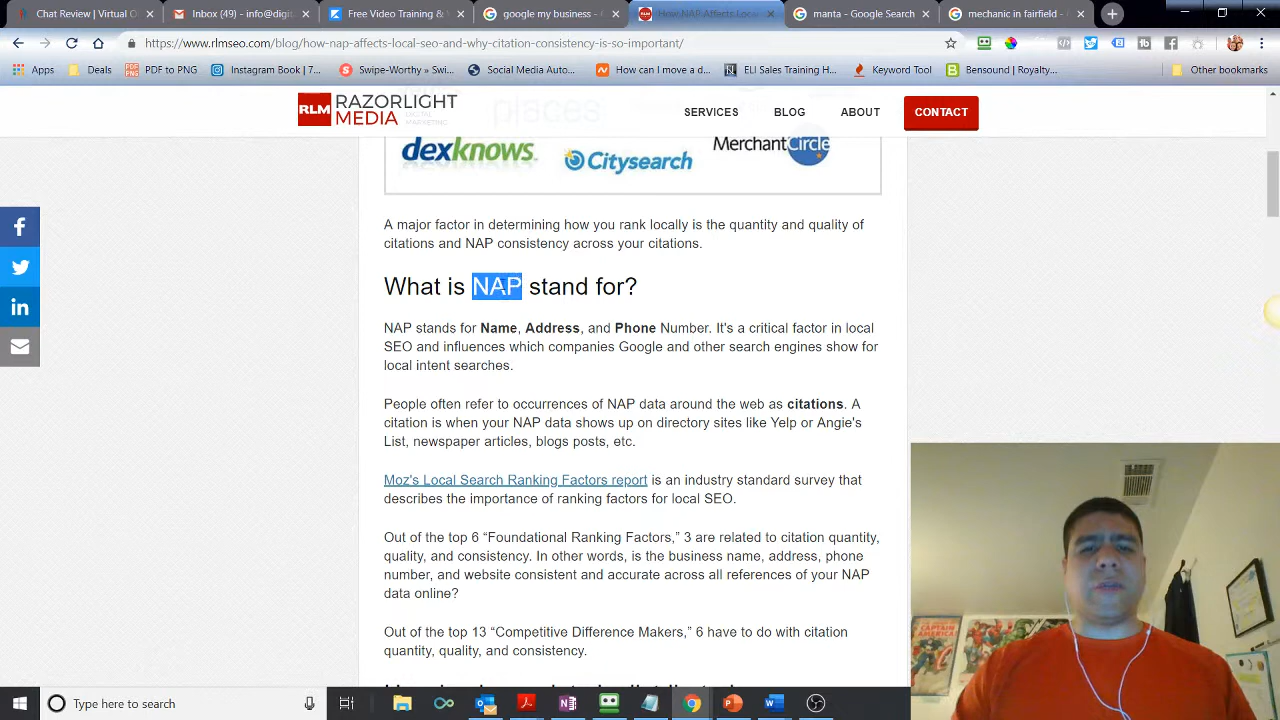 Chat Review | Virtual O
Inbox (49) - info@digi
Free Video Training & W
google my business -
How NAP Affects Loca
manta - Google Search
mechanic in fairfield -
https://www.rlmseo.com/blog/how-nap-affects-local-seo-and-why-citation-consistency-is-so-important/
Apps
Deals
PDF to PNG
Instagram Book | 7...
Swipe-Worthy » Swi...
Social Media Auto...
How can I move a d...
ELI Sales Training H...
Keyword Tool
Bensound | Royalty...
Other bookmarks
RLM
RAZORLIGHT
MEDIA
DIGITAL
MARKETING
SERVICES
BLOG
ABOUT
CONTACT
places
dexknows
Citysearch
MerchantCircle
A major factor in determining how you rank locally is the quantity and quality of
citations and NAP consistency across your citations.
What is NAP stand for?
NAP stands for Name, Address, and Phone Number. It's a critical factor in local
SEO and influences which companies Google and other search engines show for
local intent searches.
People often refer to occurrences of NAP data around the web as citations. A
citation is when your NAP data shows up on directory sites like Yelp or Angie's
List, newspaper articles, blogs posts, etc.
Moz's Local Search Ranking Factors report is an industry standard survey that
describes the importance of ranking factors for local SEO.
Out of the top 6 “Foundational Ranking Factors,” 3 are related to citation quantity,
quality, and consistency. In other words, is the business name, address, phone
number, and website consistent and accurate across all references of your NAP
data online?
Out of the top 13 “Competitive Difference Makers,” 6 have to do with citation
quantity, quality, and consistency.
CAPTAIN
AMERICA
Type here to search